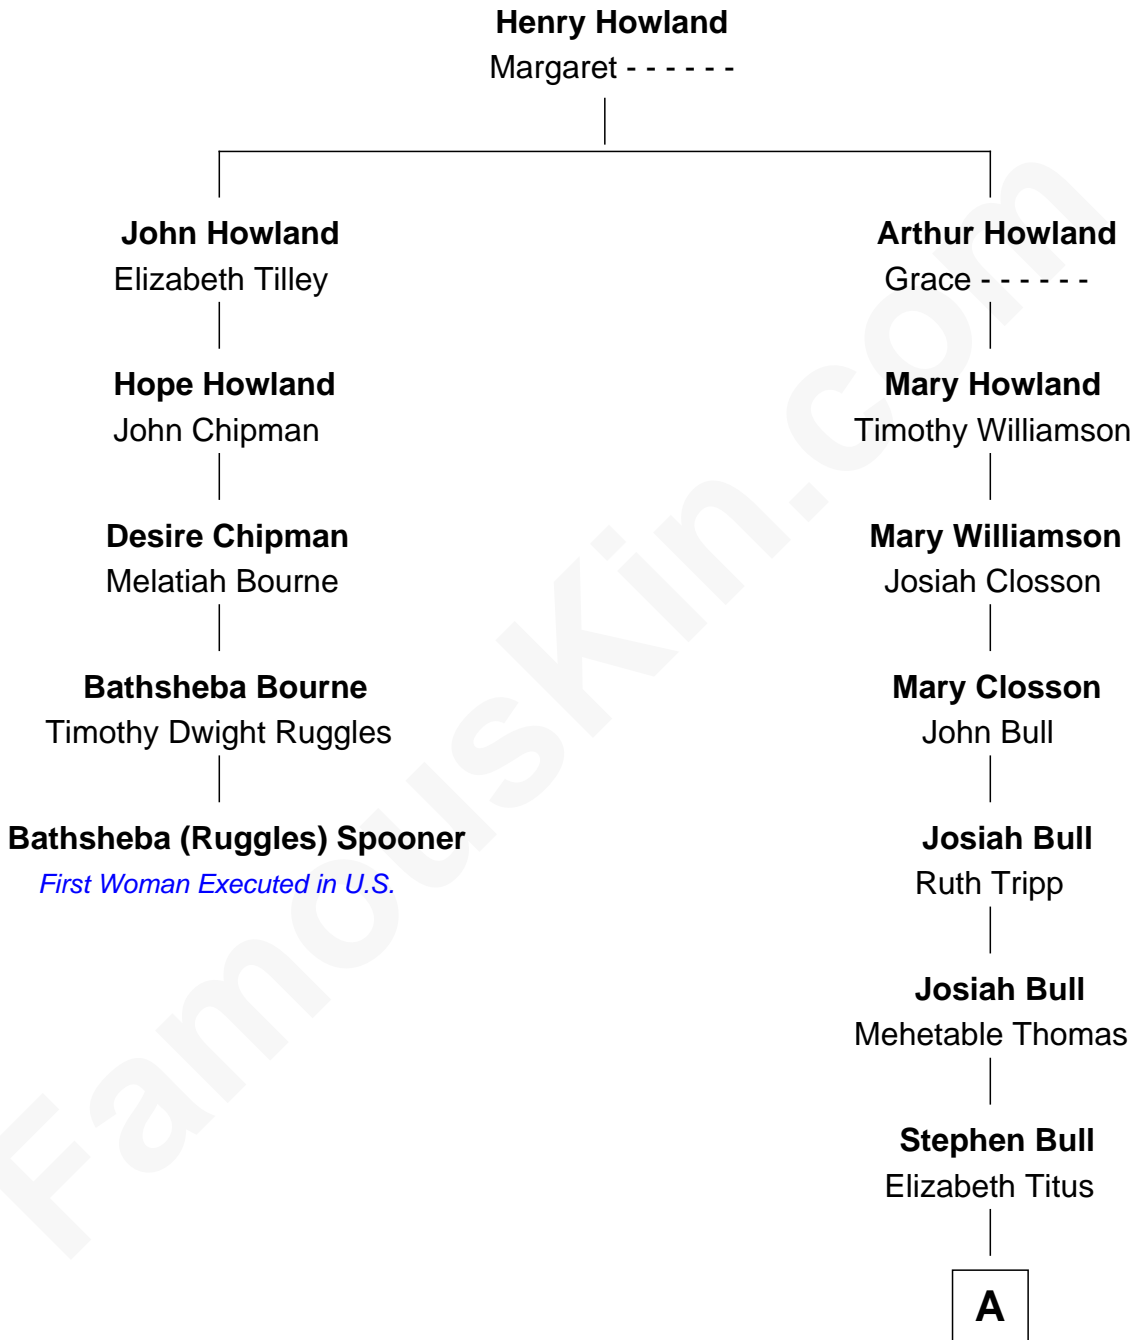 Henry Howland
Margaret - - - - - -
John Howland
Elizabeth Tilley
Arthur Howland
Grace - - - - - -
Hope Howland
John Chipman
Mary Howland
Timothy Williamson
Desire Chipman
Melatiah Bourne
Mary Williamson
Josiah Closson
Bathsheba Bourne
Timothy Dwight Ruggles
Mary Closson
John Bull
Bathsheba (Ruggles) Spooner
First Woman Executed in U.S.
Josiah Bull
Ruth Tripp
Josiah Bull
Mehetable Thomas
Stephen Bull
Elizabeth Titus
A
FamousKin.com